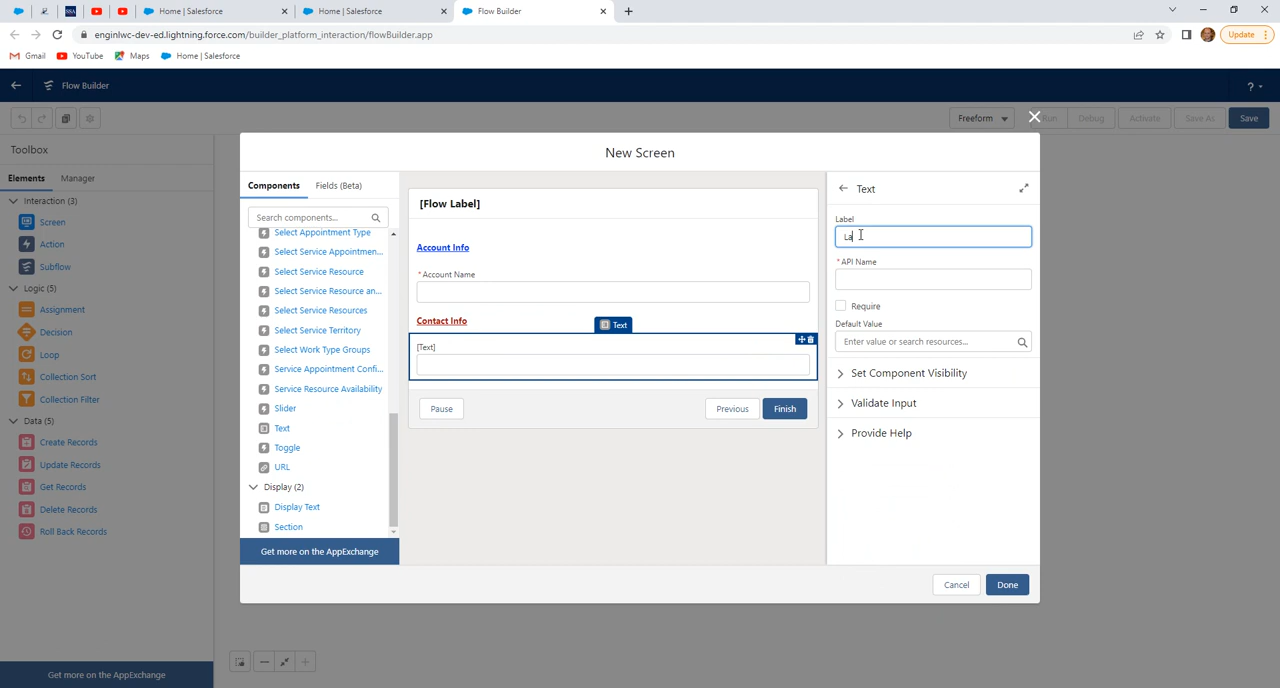 Home | Salesforce
Home | Salesforce
Flow Builder
enginlwc-dev-ed.lightning.force.com/builder_platform_interaction/flowBuilder.app
Update
Gmail
YouTube
Maps
Home | Salesforce
Flow Builder
?
Freeform
Run
Debug
Activate
Save As
Save
Toolbox
Elements
Manager
Interaction (3)
Screen
Action
Subflow
Logic (5)
Assignment
Decision
Loop
Collection Sort
Collection Filter
Data (5)
Create Records
Update Records
Get Records
Delete Records
Roll Back Records
Get more on the AppExchange
New Screen
Components
Fields (Beta)
Search components...
Select Appointment Type
Select Service Appointmen...
Select Service Resource
Select Service Resource an...
Select Service Resources
Select Service Territory
Select Work Type Groups
Service Appointment Confi...
Service Resource Availability
Slider
Text
Toggle
URL
Display (2)
Display Text
Section
Get more on the AppExchange
[Flow Label]
Account Info
* Account Name
Contact Info
Text
[Text]
Pause
Previous
Finish
Text
Label
La
* API Name
Require
Default Value
Enter value or search resources...
Set Component Visibility
Validate Input
Provide Help
Cancel
Done